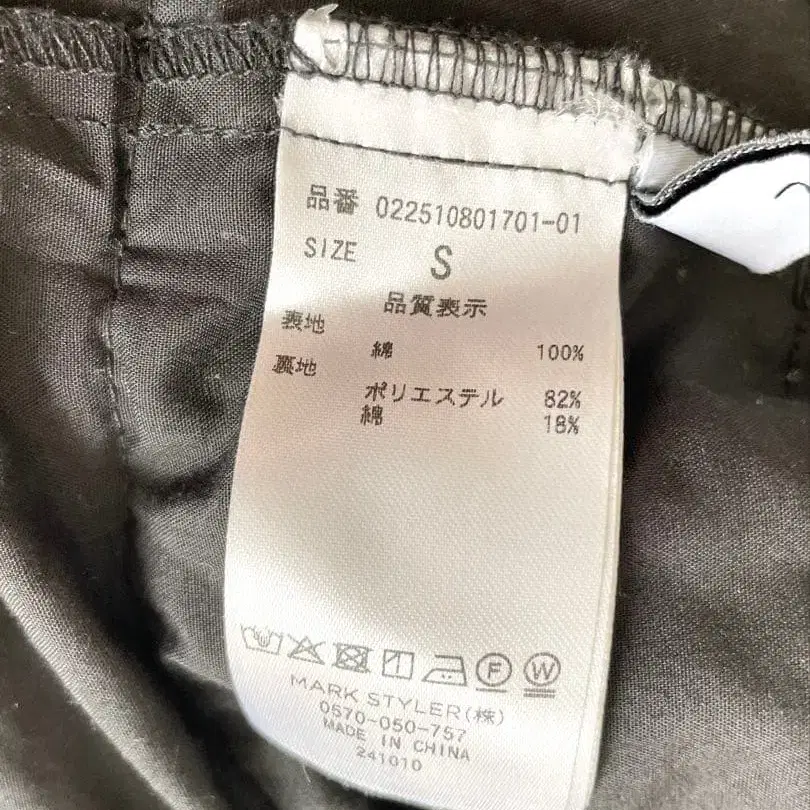 品番 022510801701-01
SIZE S
品質表示
表地
綿 100%
裏地
ポリエステル 82%
綿 18%
F W
MARK STYLER(株)
0570-050-757
MADE IN CHINA
241010